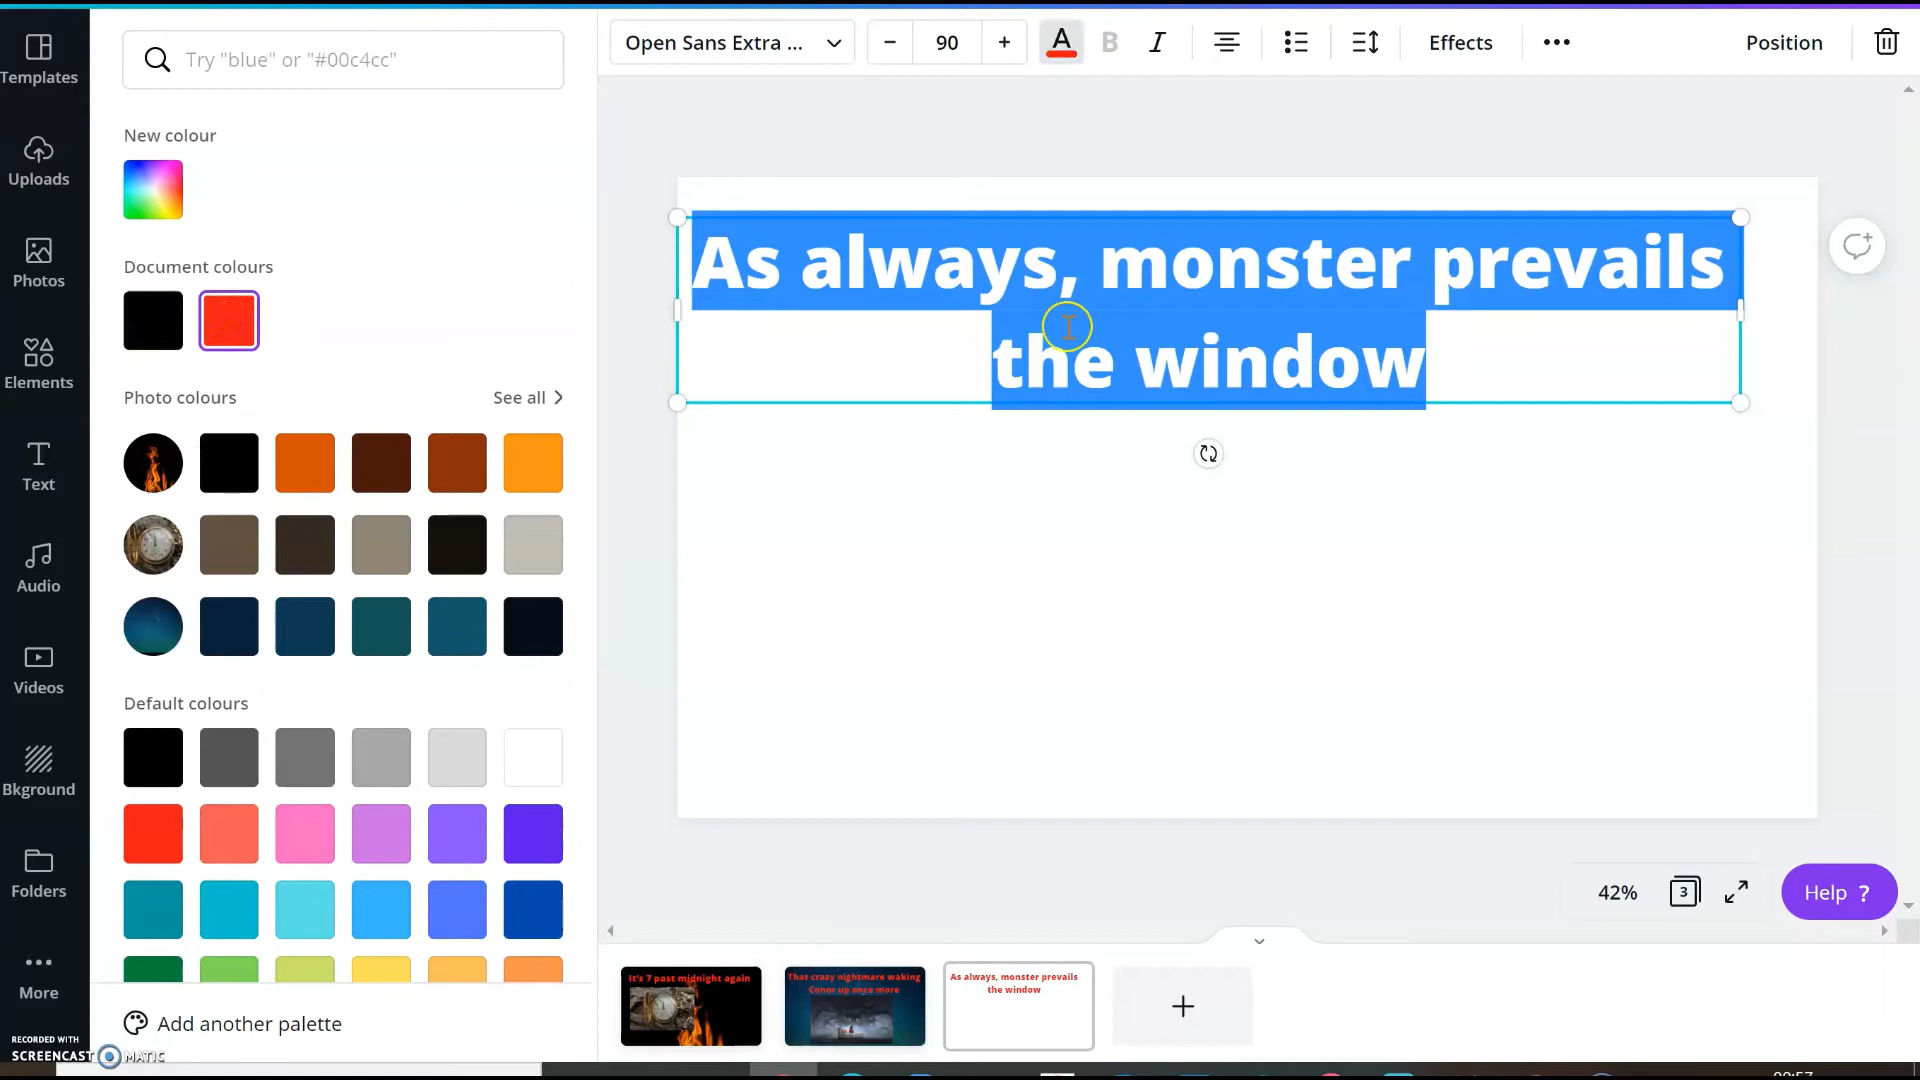 Templates
Uploads
Photos
Elements
Text
Audio
Videos
Bkground
Folders
More
RECORDED WITH
SCREENCAST MATIC
Try "blue" or "#00c4cc"
New colour
Document colours
Photo colours
See all
Default colours
Add another palette
Open Sans Extra ...
− 90 +
A B I
Effects
Position
As always, monster prevails
the window
42%
3
Help ?
It's 7 past midnight again
That crazy nightmare waking
Conor up once more
As always, monster prevails
the window
+